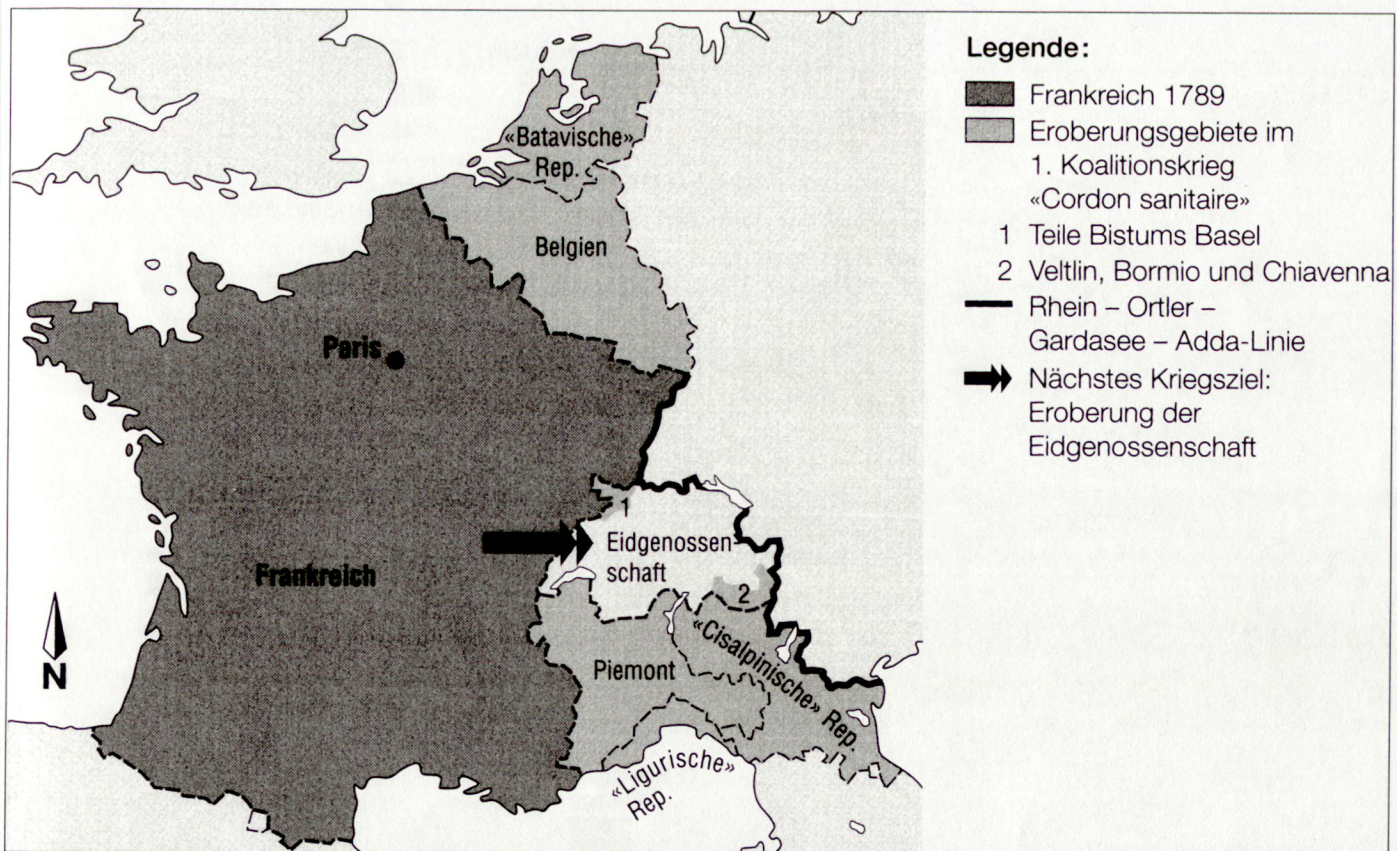 Legende:
Frankreich 1789
Eroberungsgebiete im
1. Koalitionskrieg
«Cordon sanitaire»
1 Teile Bistums Basel
2 Veltlin, Bormio und Chiavenna
Rhein – Ortler –
Gardasee – Adda-Linie
Nächstes Kriegsziel:
Eroberung der
Eidgenossenschaft
«Batavische»
Rep.
Belgien
Paris
1
Eidgenossen-
schaft
Frankreich
2
«Cisalpinische» Rep.
Piemont
N
«Ligurische»
Rep.